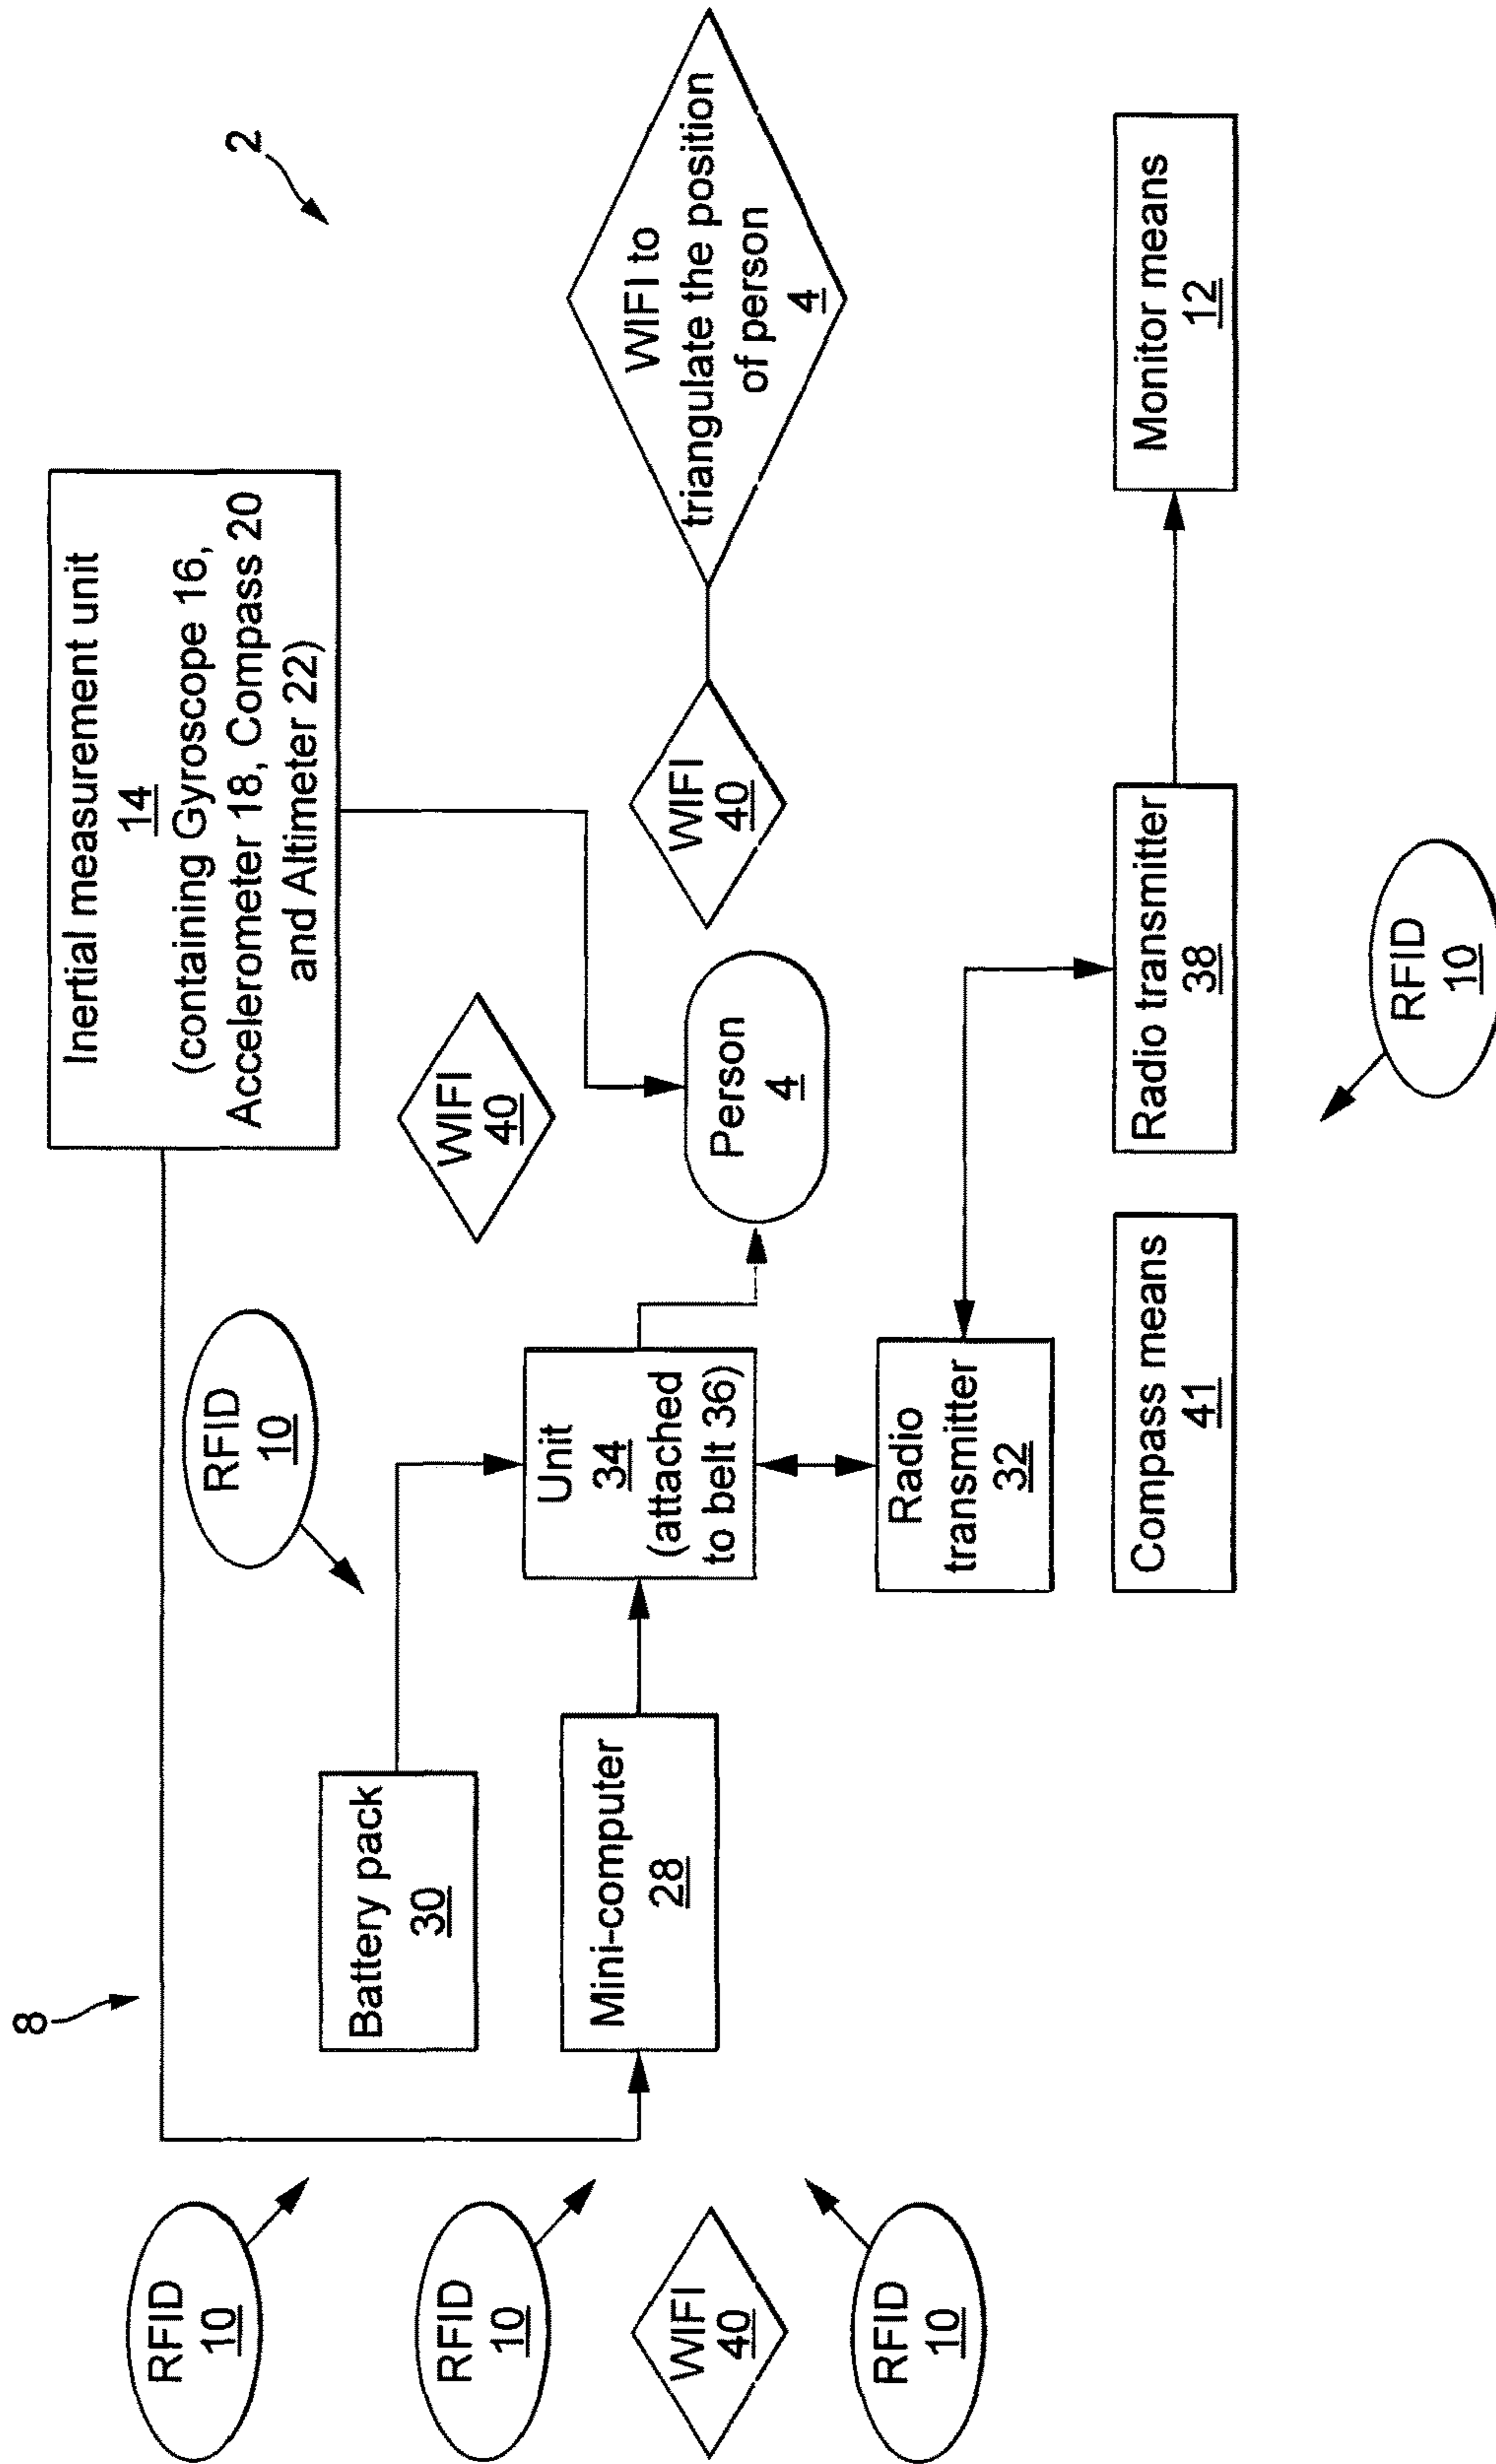 2
8
Inertial measurement unit
14
(containing Gyroscope 16,
Accelerometer 18, Compass 20
and Altimeter 22)
RFID
10
RFID
10
Battery pack
30
WIFI
40
RFID
10
Mini-computer
28
Unit
34
(attached
to belt 36)
Person
4
WIFI
40
WIFI to
triangulate the position
of person
4
WIFI
40
RFID
10
Radio
transmitter
32
Compass means
41
Radio transmitter
38
Monitor means
12
RFID
10